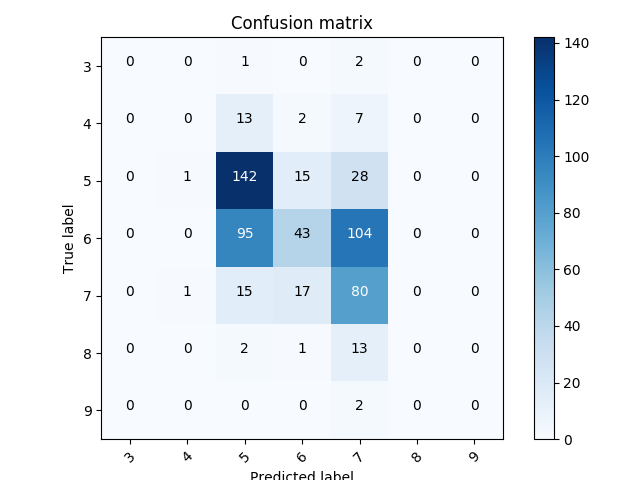 Confusion matrix
3 0 0 1 0 2 0 0
4 0 0 13 2 7 0 0
5 0 1 142 15 28 0 0
6 0 0 95 43 104 0 0
7 0 1 15 17 80 0 0
8 0 0 2 1 13 0 0
9 0 0 0 0 2 0 0
3 4 5 6 7 8 9
True label
Predicted label
140
120
100
80
60
40
20
0